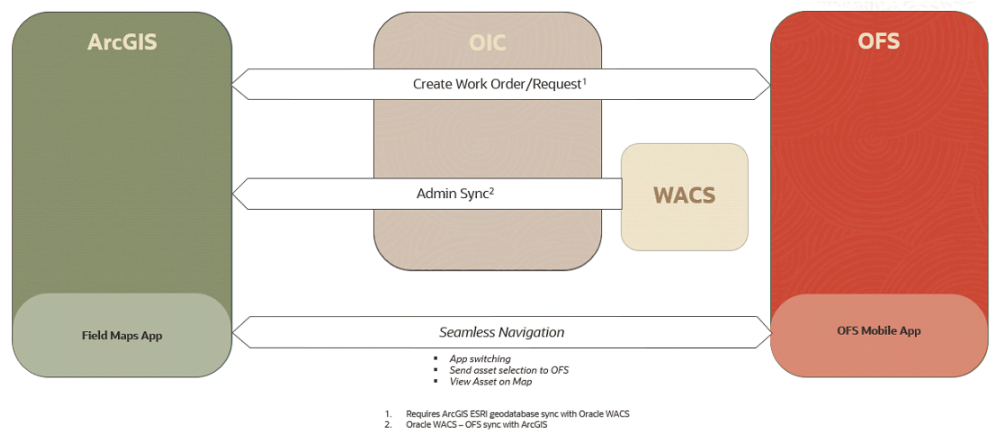 ArcGIS
OIC
OFS
Create Work Order/Request¹
Admin Sync²
WACS
Field Maps App
Seamless Navigation
OFS Mobile App
▪ App switching
▪ Send asset selection to OFS
▪ View Asset on Map
1. Requires ArcGIS ESRI geodatabase sync with Oracle WACS
2. Oracle WACS – OFS sync with ArcGIS